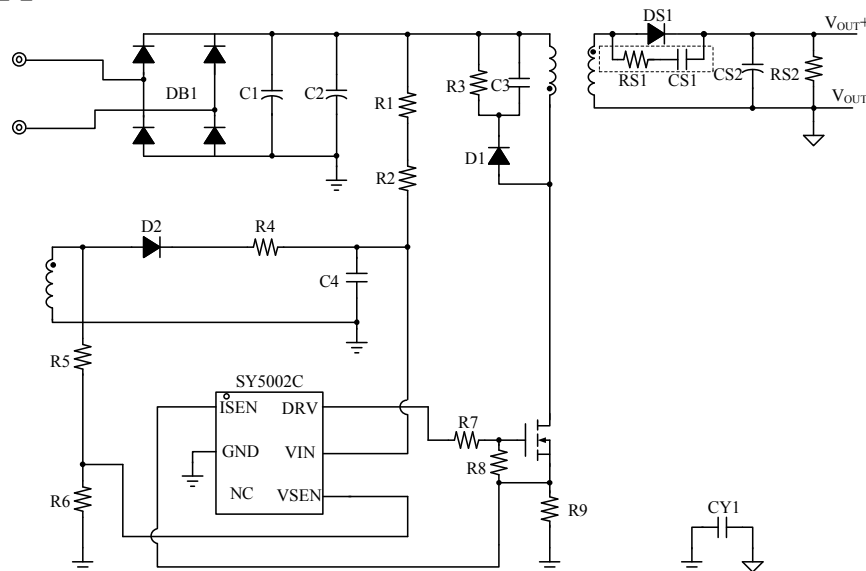 DS1
VOUT+
RS1
CS1
CS2
RS2
VOUT
DB1
C1
C2
R1
R3
C3
D1
R2
D2
R4
C4
R5
SY5002C
ISEN
DRV
GND
VIN
NC
VSEN
R6
R7
R8
R9
CY1